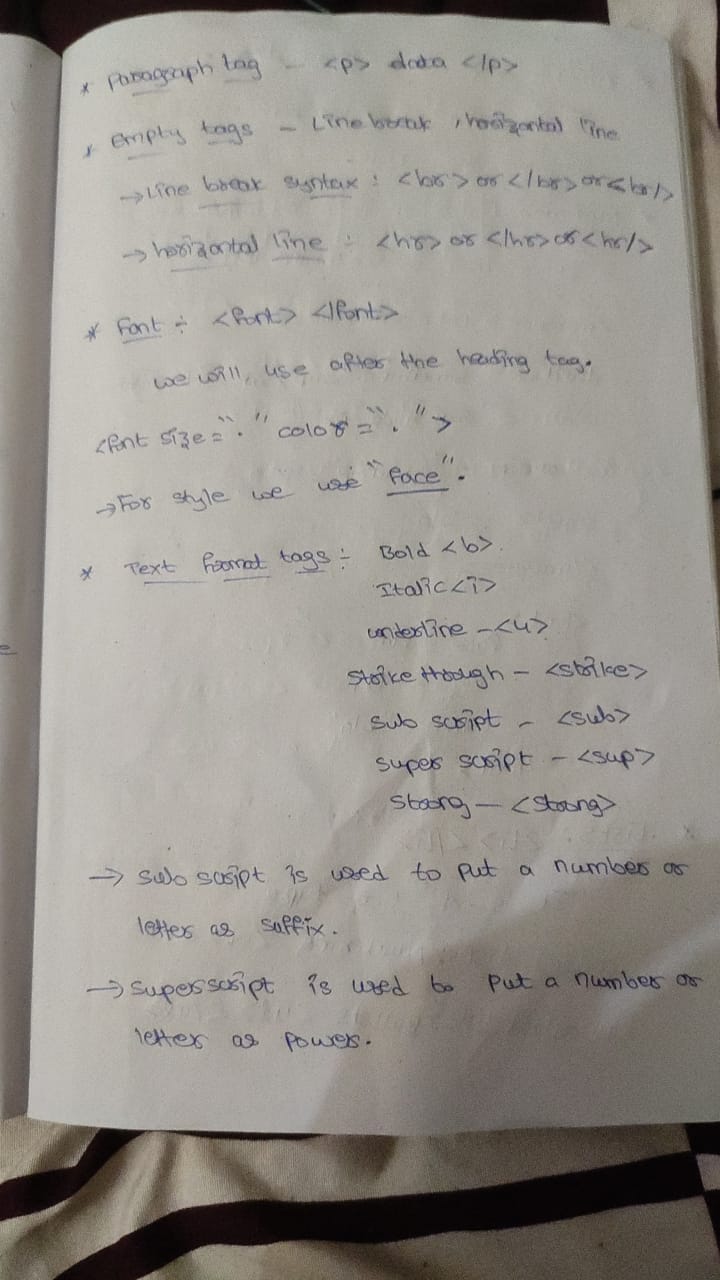 * Paragraph tag - <p> data </p>
* Empty tags - Line break, horizontal line
→ Line break syntax : <br> or </br> or <br/>
→ horizontal line : <hr> or </hr> or <hr/>
* Font ÷ <font> </font>
we will, use after the heading tag.
<font size="." color=".">
→ For style we use "face".
* Text format tags ÷ Bold <b>
Italic <i>
underline - <u>
strike through - <strike>
sub script - <sub>
super script - <sup>
strong - <strong>
→ sub script is used to put a number or
letter as suffix.
→ superscript is used to put a number or
letter as power.